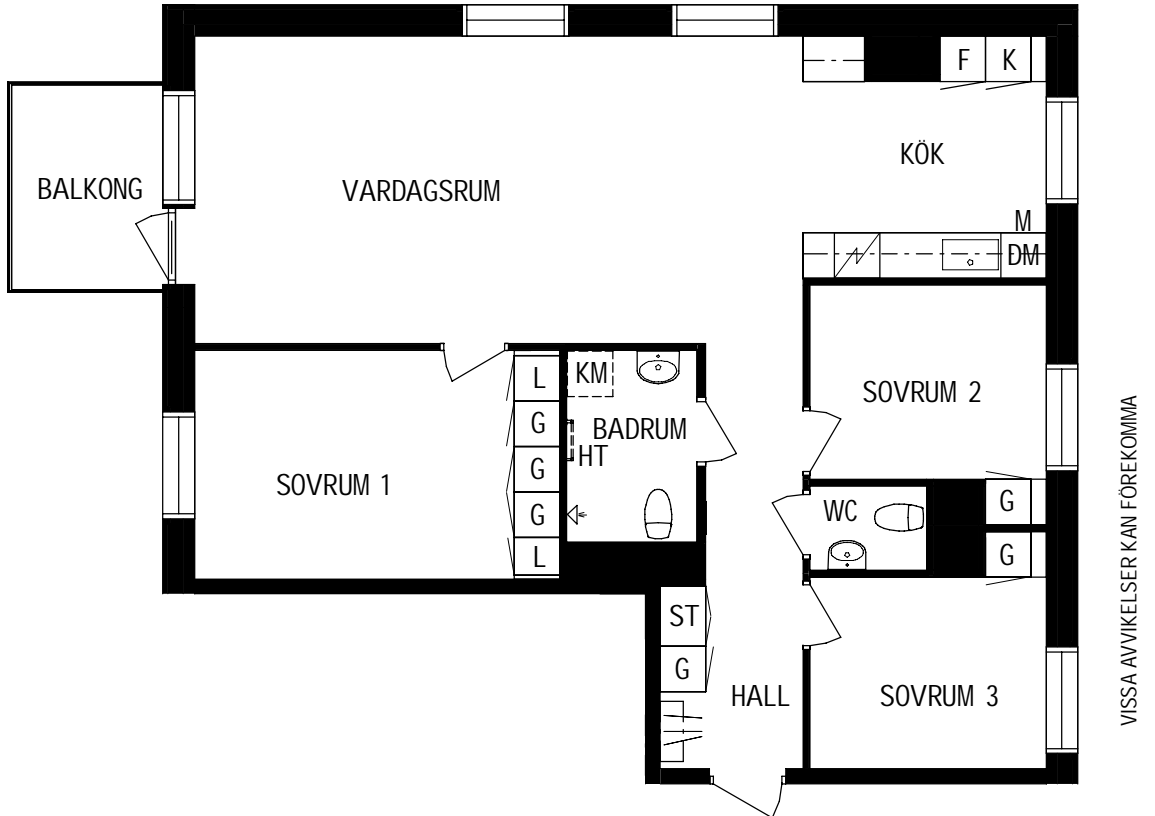 F
K
KÖK
BALKONG
VARDAGSRUM
M
DM
L
KM
G
BADRUM
HT
G
SOVRUM 1
G
L
SOVRUM 2
G
WC
G
ST
G
HALL
SOVRUM 3
VISSA AVVIKELSER KAN FÖREKOMMA